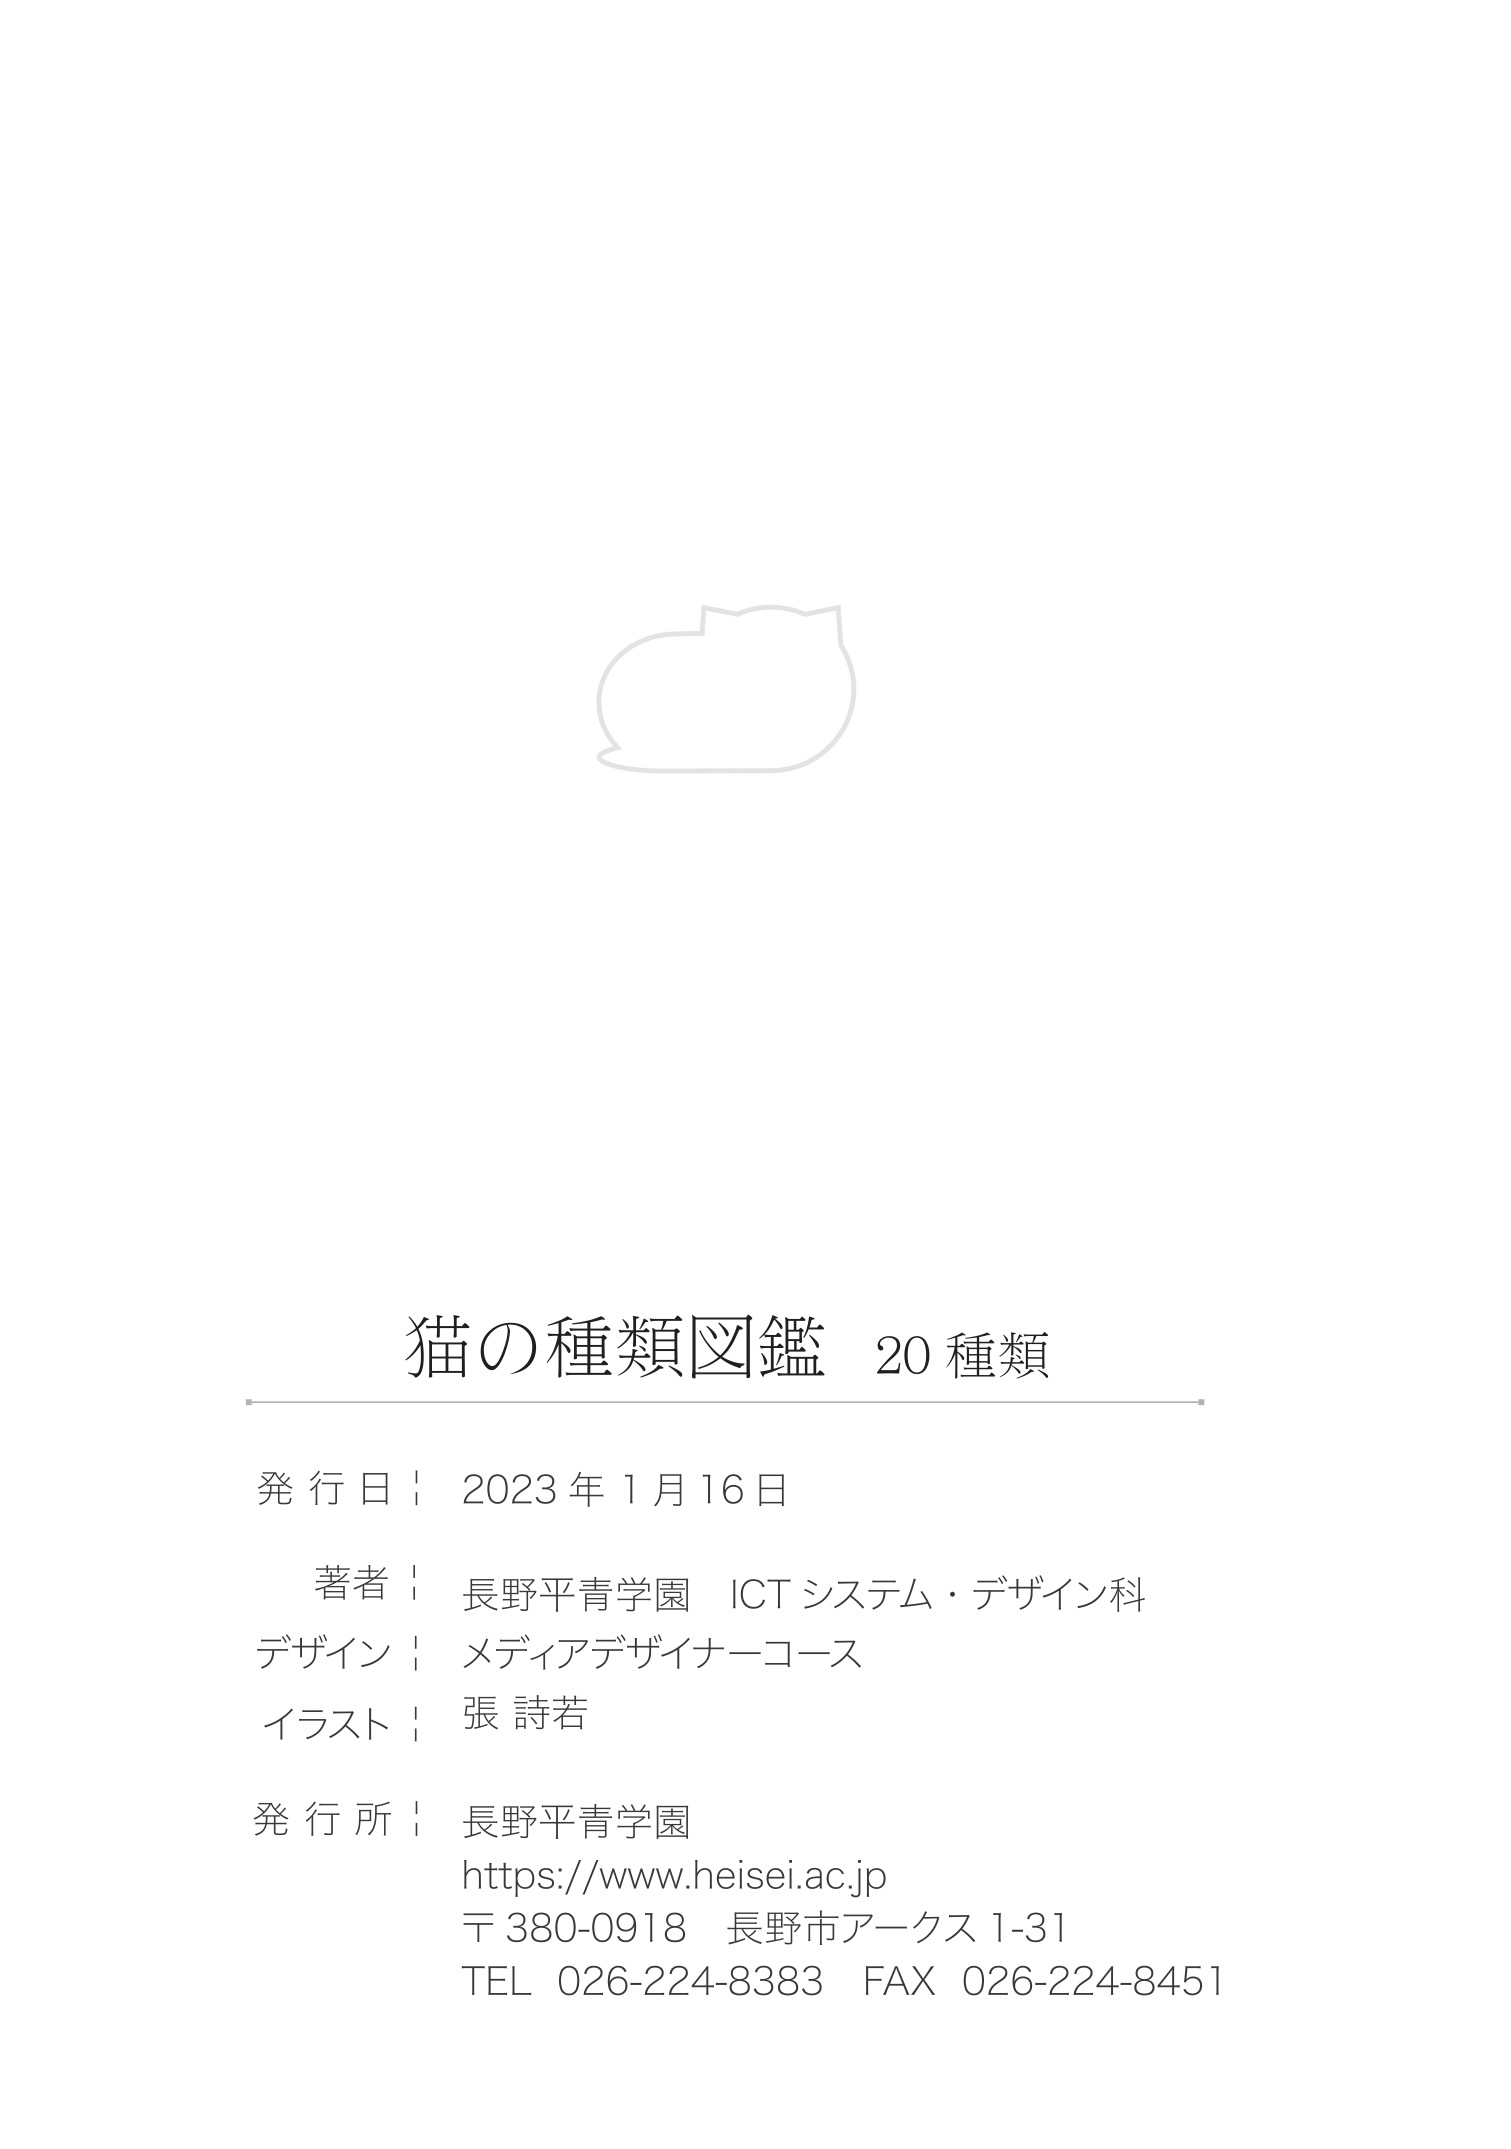 猫の種類図鑑　20 種類
発 行 日 ¦ 2023 年 1 月 16 日
著者 ¦ 長野平青学園　ICT システム・デザイン科
デザイン ¦ メディアデザイナーコース
イラスト ¦ 張 詩若
発 行 所 ¦ 長野平青学園
https://www.heisei.ac.jp
〒 380-0918　長野市アークス 1-31
TEL 026-224-8383　FAX 026-224-8451